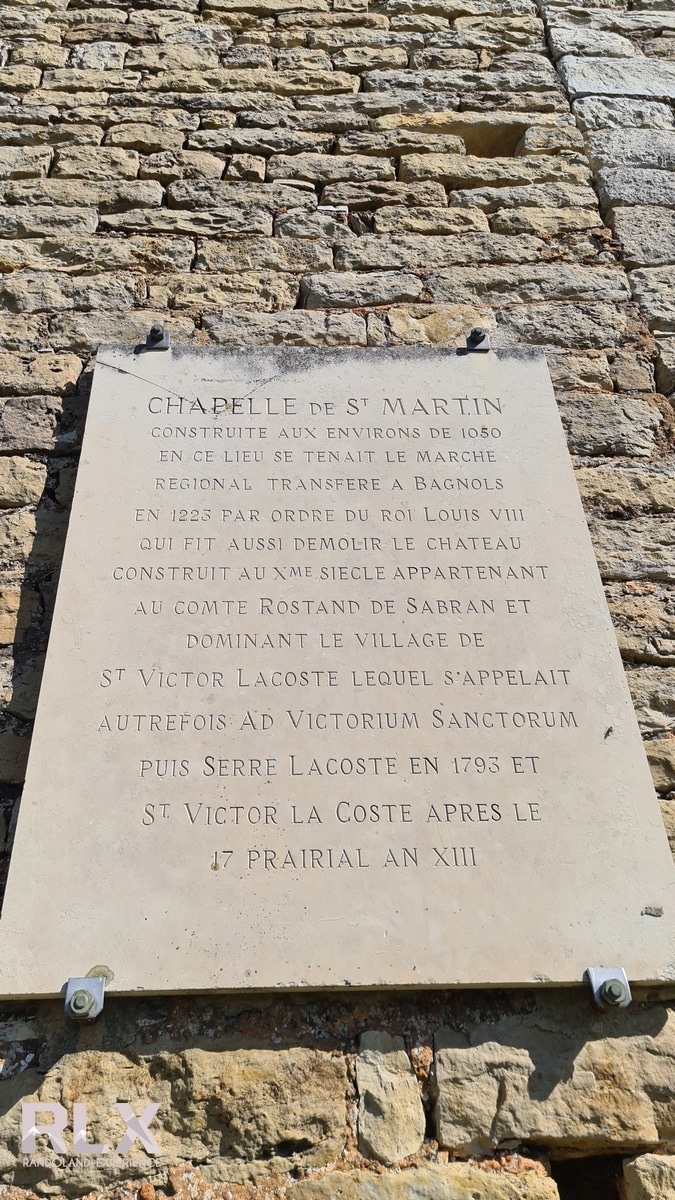 CHAPELLE DE ST MARTIN
CONSTRUITE AUX ENVIRONS DE 1050
EN CE LIEU SE TENAIT LE MARCHE
REGIONAL TRANSFERE A BAGNOLS
EN 1223 PAR ORDRE DU ROI LOUIS VIII
QUI FIT AUSSI DEMOLIR LE CHATEAU
CONSTRUIT AU XME SIECLE APPARTENANT
AU COMTE ROSTAND DE SABRAN ET
DOMINANT LE VILLAGE DE
ST VICTOR LACOSTE LEQUEL S'APPELAIT
AUTREFOIS AD VICTORIUM SANCTORUM
PUIS SERRE LACOSTE EN 1793 ET
ST VICTOR LA COSTE APRES LE
17 PRAIRIAL AN XIII
RLX